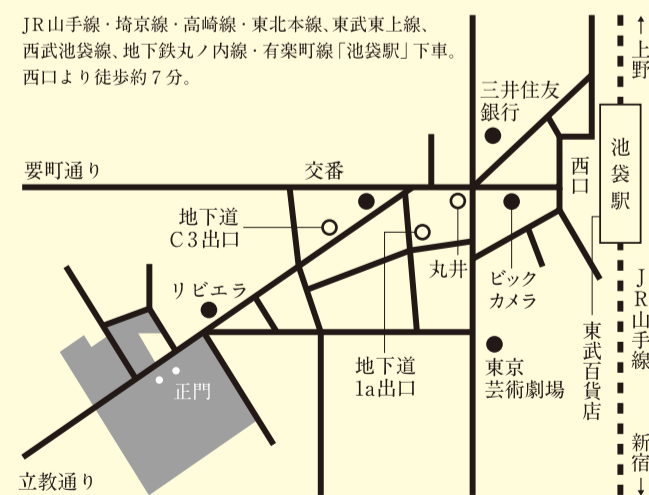 JR山手線・埼京線・高崎線・東北本線、東武東上線、
西武池袋線、地下鉄丸ノ内線・有楽町線「池袋駅」下車。
西口より徒歩約7分。
↑上野
三井住友
銀行
池袋駅
西口
要町通り
交番
地下道
C3出口
丸井
ビック
カメラ
リビエラ
JR山手線
東武百貨店
地下道
1a出口
東京
芸術劇場
正門
新宿↓
立教通り